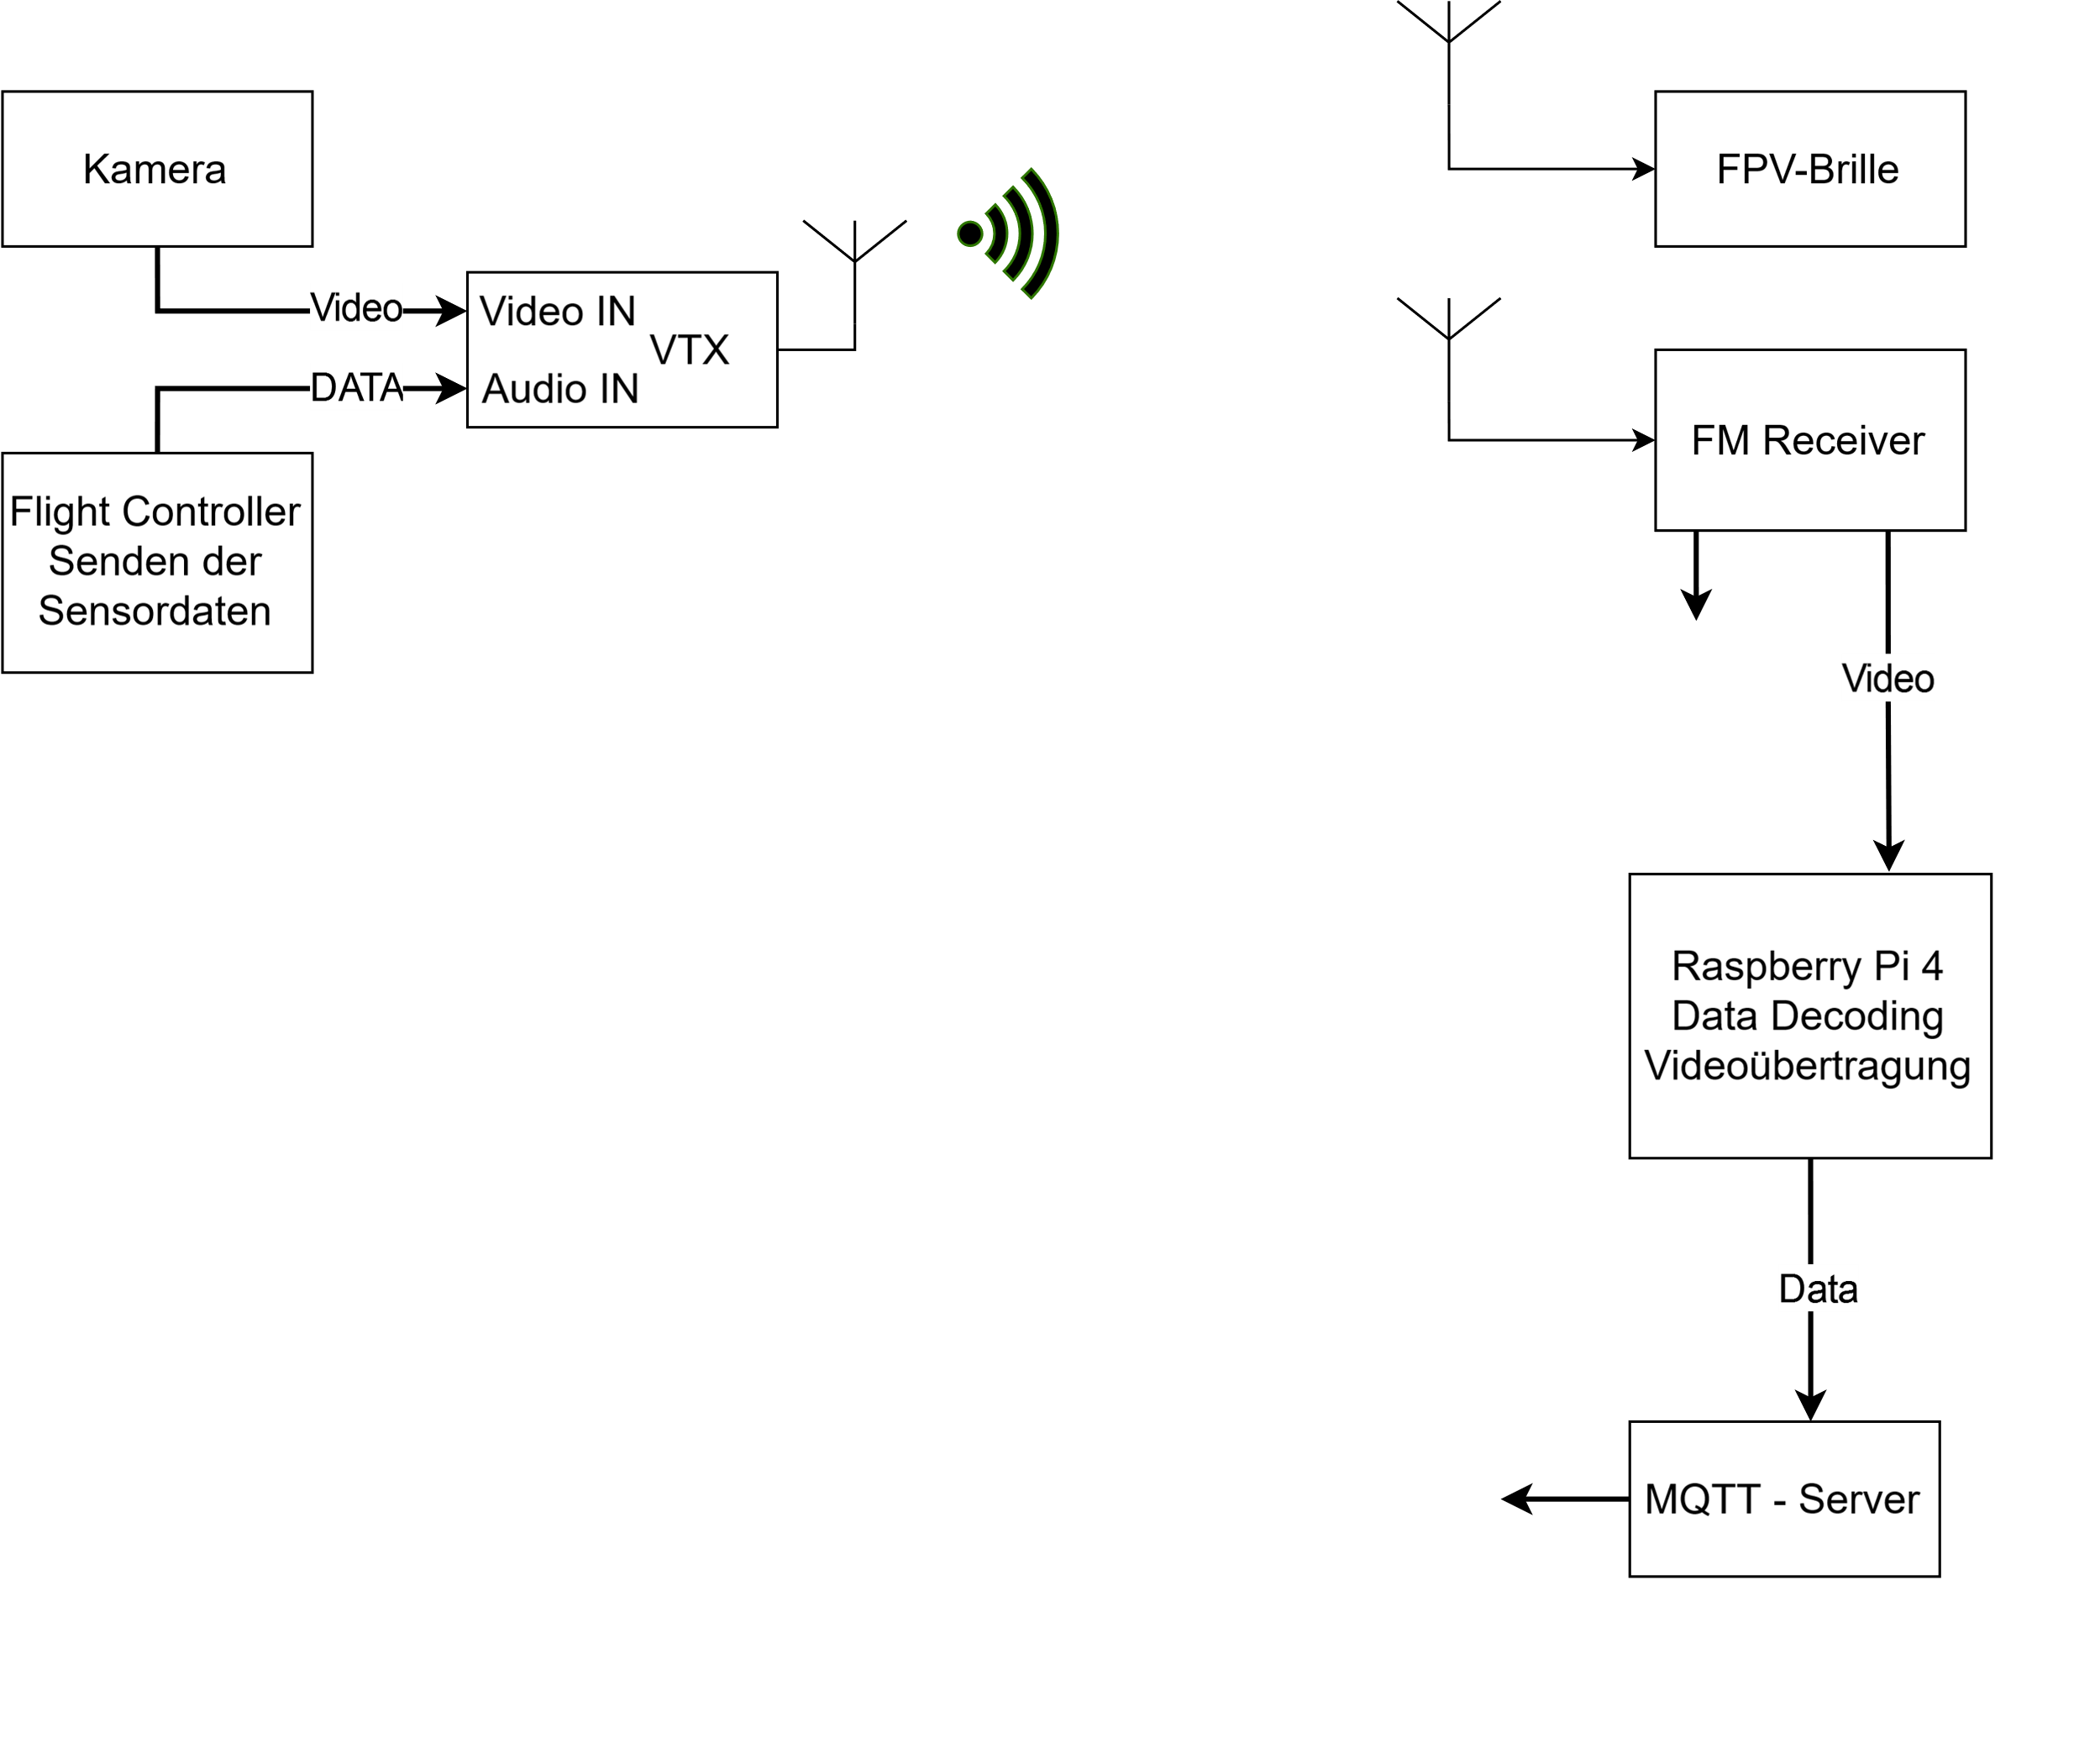 Kamera
FPV-Brille
Video
Video IN
VTX
DATA
Audio IN
FM Receiver
Flight Controller
Senden der
Sensordaten
Video
Raspberry Pi 4
Data Decoding
Videoübertragung
Data
MQTT - Server